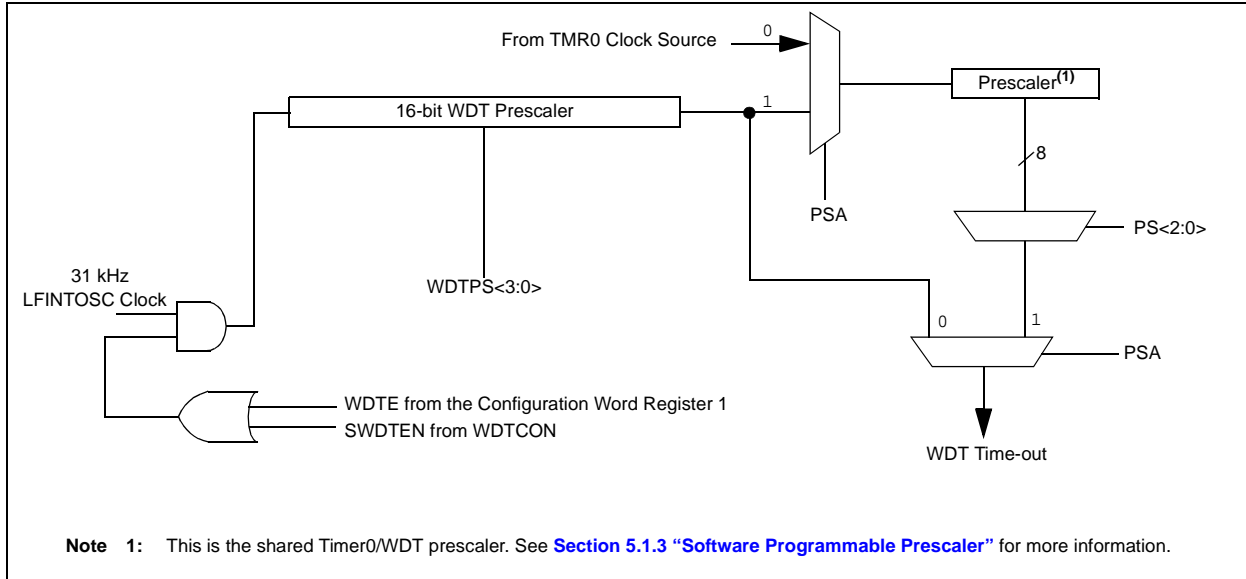 From TMR0 Clock Source
0
Prescaler(1)
16-bit WDT Prescaler
1
8
PSA
PS<2:0>
31 kHz
LFINTOSC Clock
WDTPS<3:0>
0
1
PSA
WDTE from the Configuration Word Register 1
SWDTEN from WDTCON
WDT Time-out
Note 1: This is the shared Timer0/WDT prescaler. See Section 5.1.3 “Software Programmable Prescaler” for more information.